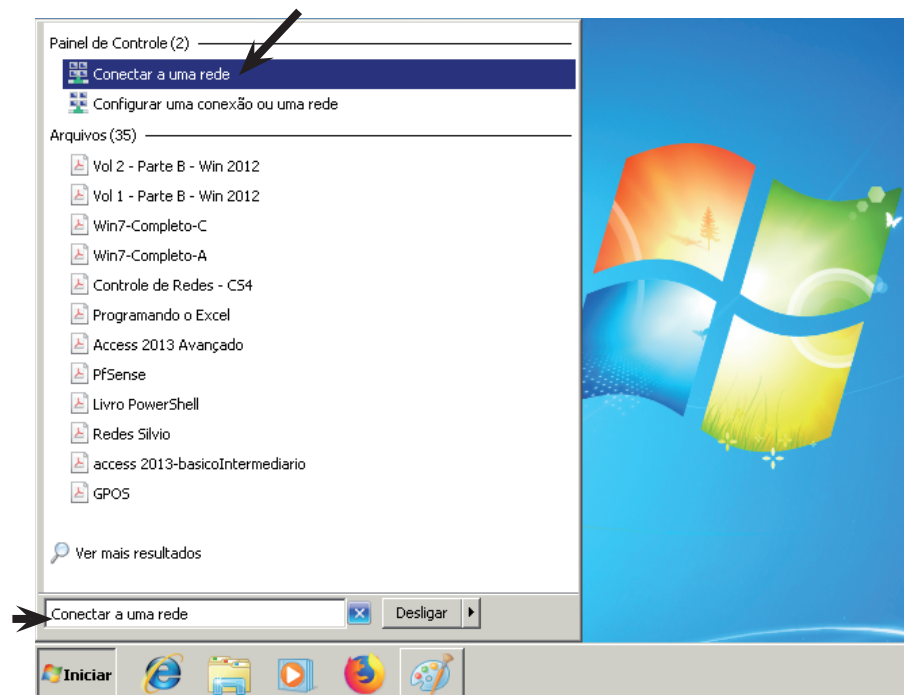 Painel de Controle (2)
Conectar a uma rede
Configurar uma conexão ou uma rede
Arquivos (35)
Vol 2 - Parte B - Win 2012
Vol 1 - Parte B - Win 2012
Win7-Completo-C
Win7-Completo-A
Controle de Redes - CS4
Programando o Excel
Access 2013 Avançado
PfSense
Livro PowerShell
Redes Silvio
access 2013-basicoIntermediario
GPOS
Ver mais resultados
Conectar a uma rede Desligar
Iniciar